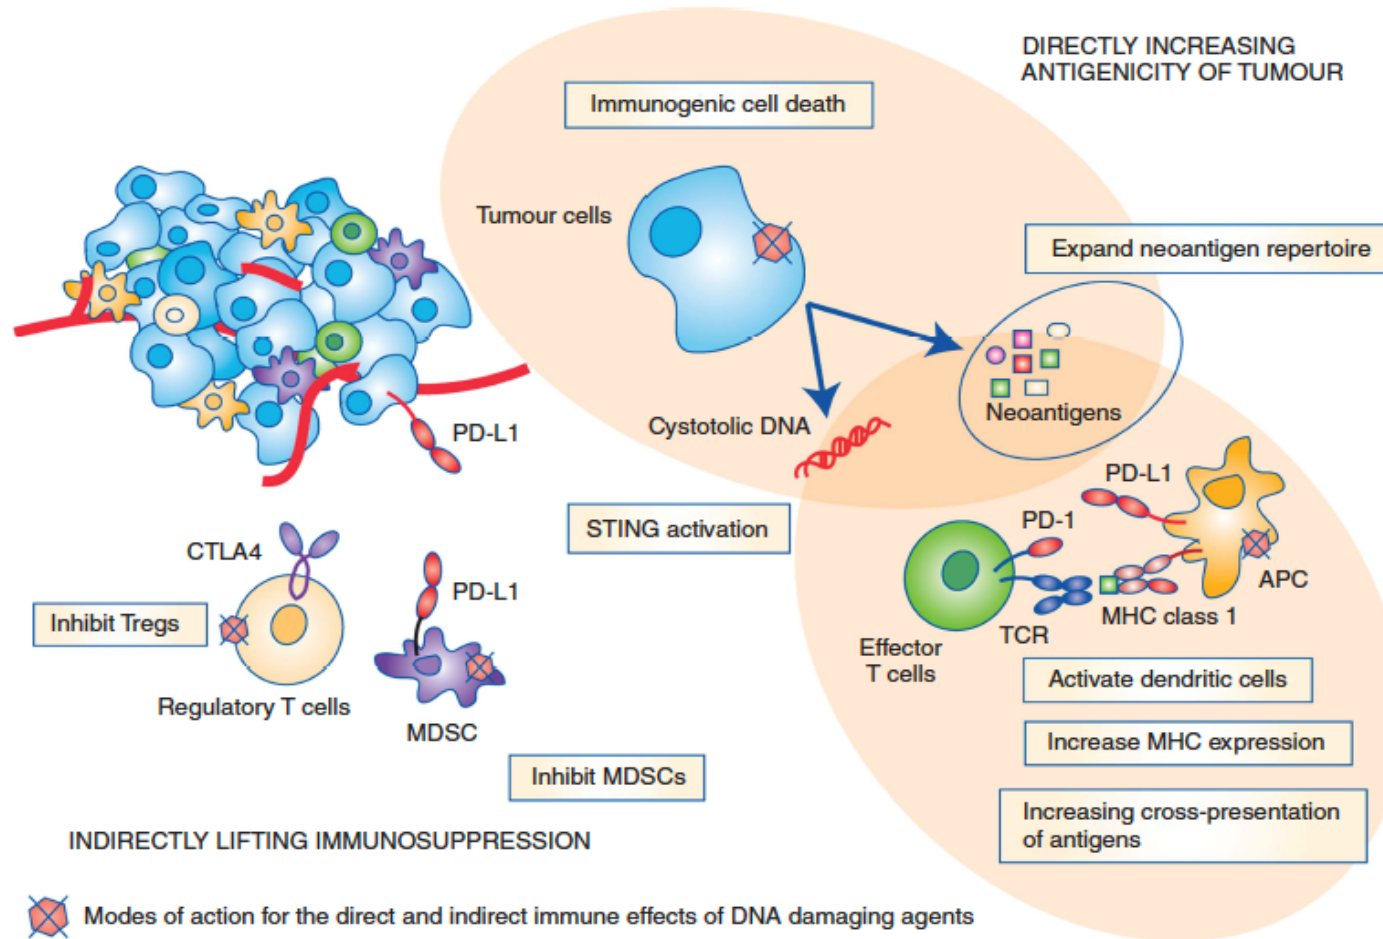 DIRECTLY INCREASING
ANTIGENICITY OF TUMOUR
Immunogenic cell death
Tumour cells
Expand neoantigen repertoire
Neoantigens
Cystotolic DNA
PD-L1
PD-L1
PD-1
STING activation
CTLA4
PD-L1
APC
MHC class 1
Inhibit Tregs
TCR
Effector
T cells
Activate dendritic cells
Regulatory T cells
MDSC
Increase MHC expression
Inhibit MDSCs
Increasing cross-presentation
of antigens
INDIRECTLY LIFTING IMMUNOSUPPRESSION
Modes of action for the direct and indirect immune effects of DNA damaging agents